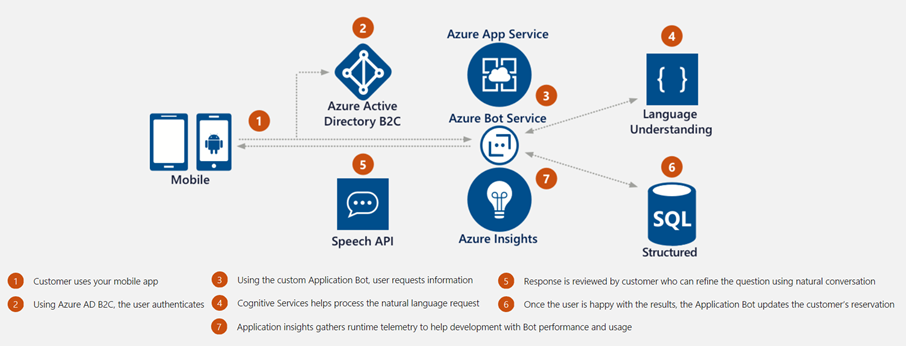 2
Azure Active
Directory B2C
Azure App Service
3
Azure Bot Service
4
{ }
Language
Understanding
1
Mobile
5
Speech API
7
Azure Insights
6
SQL
Structured
1 Customer uses your mobile app
2 Using Azure AD B2C, the user authenticates
3 Using the custom Application Bot, user requests information
4 Cognitive Services helps process the natural language request
5 Response is reviewed by customer who can refine the question using natural conversation
6 Once the user is happy with the results, the Application Bot updates the customer's reservation
7 Application insights gathers runtime telemetry to help development with Bot performance and usage